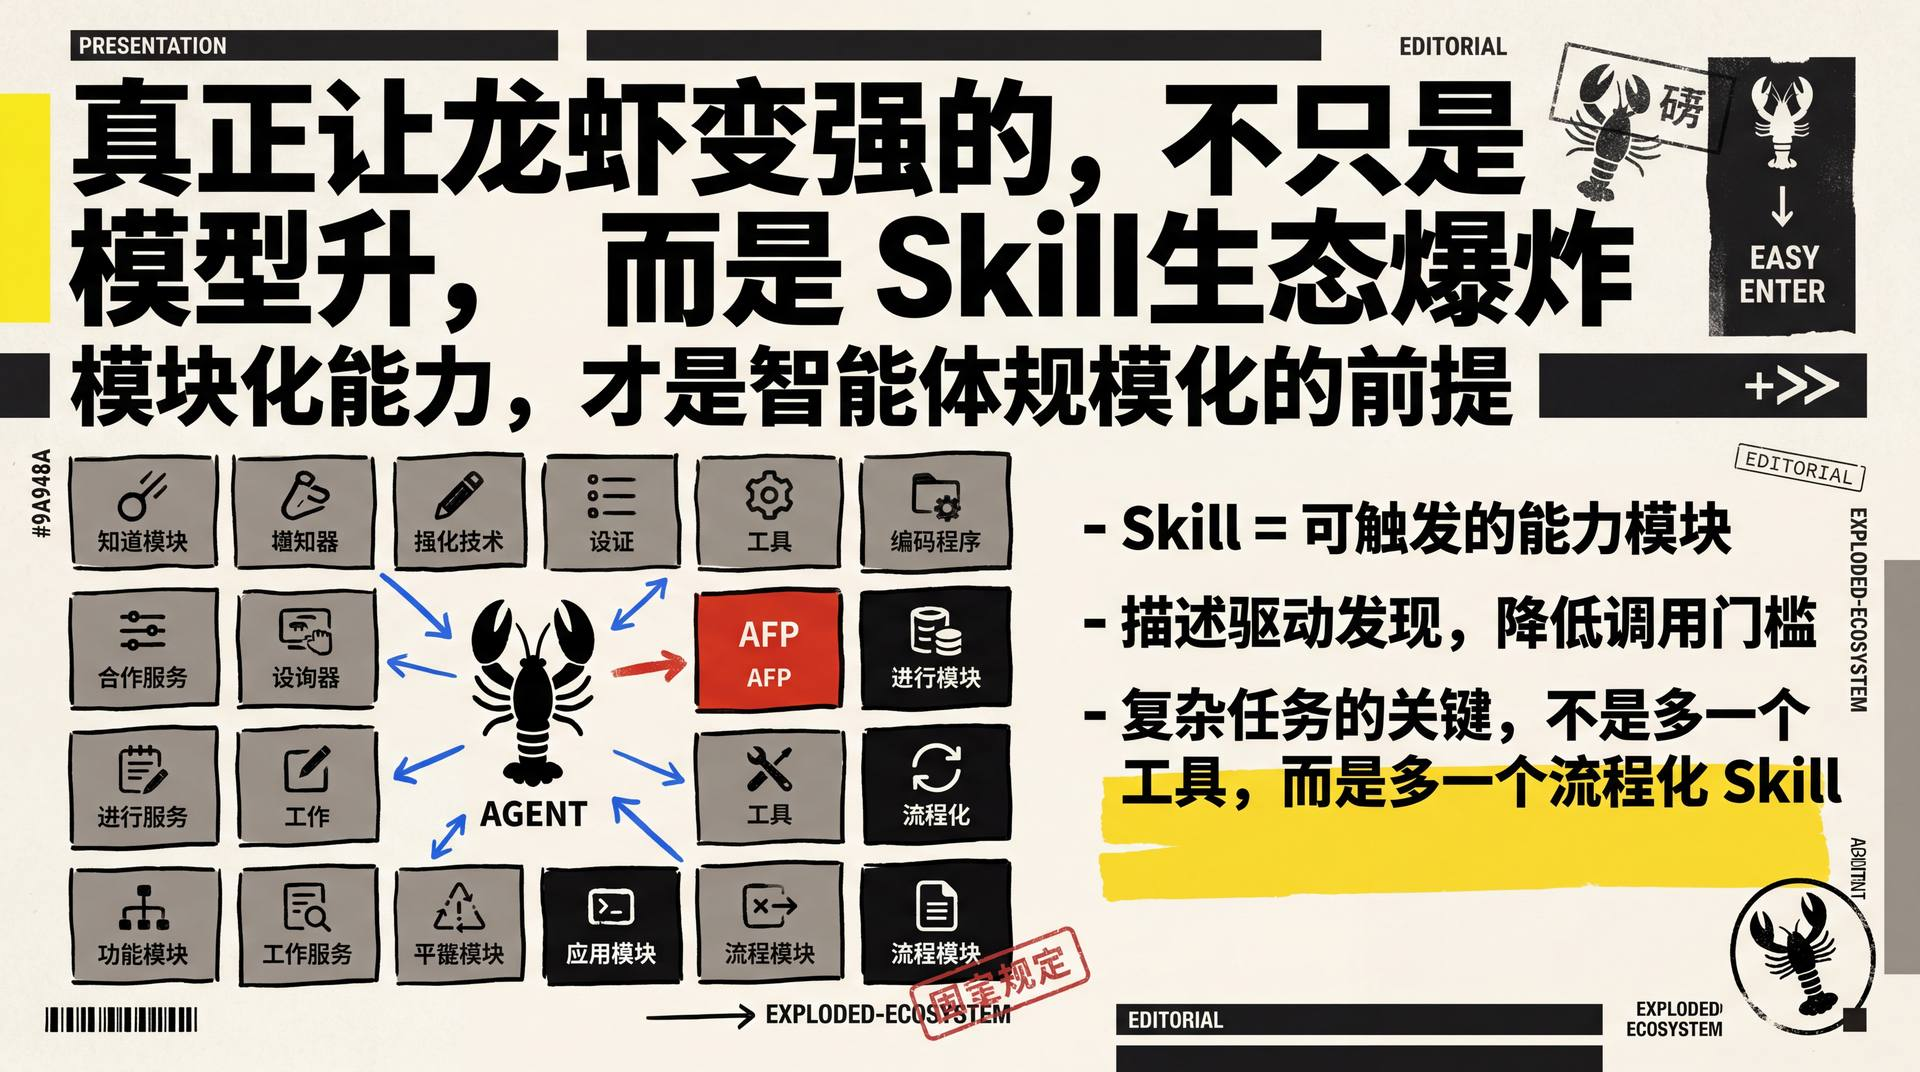 PRESENTATION
EDITORIAL
真正让龙虾变强的，不只是
模型升， 而是 Skill生态爆炸
模块化能力，才是智能体规模化的前提
磅
EASY
ENTER
+>>
#9A948A
EDITORIAL
知道模块
强化技术
设证
工具
编码程序
合作服务
设询器
AFP
AFP
进行模块
进行服务
工作
AGENT
工具
流程化
功能模块
工作服务
应用模块
流程模块
流程模块
- Skill = 可触发的能力模块
- 描述驱动发现，降低调用门槛
- 复杂任务的关键，不是多一个
工具，而是多一个流程化 Skill
EXPLODED-ECOSYSTEM
EXPLODED-ECOSYSTEM
规定
EDITORIAL
EXPLODED
ECOSYSTEM